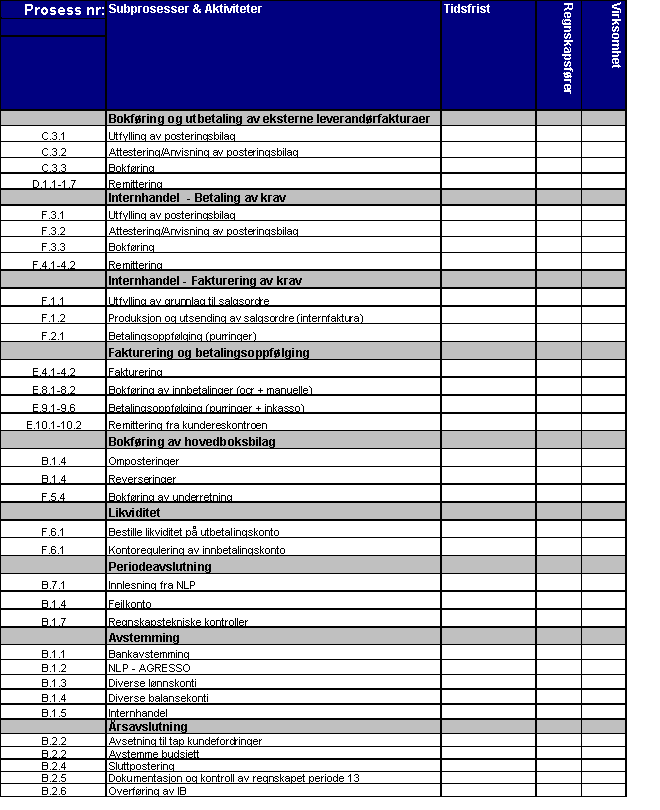 Prosess nr: Subprosesser & Aktiviteter Tidsfrist Regnskapsfører Virksomhet
Bokføring og utbetaling av eksterne leverandørfakturaer
C.3.1 Utfylling av posteringsbilag
C.3.2 Attestering/Anvisning av posteringsbilag
C.3.3 Bokføring
D.1.1-1.7 Remittering
Internhandel - Betaling av krav
F.3.1 Utfylling av posteringsbilag
F.3.2 Attestering/Anvisning av posteringsbilag
F.3.3 Bokføring
F.4.1-4.2 Remittering
Internhandel - Fakturering av krav
F.1.1 Utfylling av grunnlag til salgsordre
F.1.2 Produksjon og utsending av salgsordre (internfaktura)
F.2.1 Betalingsoppfølging (purringer)
Fakturering og betalingsoppfølging
E.4.1-4.2 Fakturering
E.8.1-8.2 Bokføring av innbetalinger (ocr + manuelle)
E.9.1-9.6 Betalingsoppfølging (purringer + inkasso)
E.10.1-10.2 Remittering fra kundereskontroen
Bokføring av hovedboksbilag
B.1.4 Omposteringer
B.1.4 Reverseringer
F.5.4 Bokføring av underretning
Likviditet
F.6.1 Bestille likviditet på utbetalingskonto
F.6.1 Kontoregulering av innbetalingskonto
Periodeavslutning
B.7.1 Innlesning fra NLP
B.1.4 Feilkonto
B.1.7 Regnskapstekniske kontroller
Avstemming
B.1.1 Bankavstemming
B.1.2 NLP - AGRESSO
B.1.3 Diverse lønnskonti
B.1.4 Diverse balansekonti
B.1.5 Internhandel
Årsavslutning
B.2.2 Avsetning til tap kundefordringer
B.2.2 Avstemme budsjett
B.2.4 Sluttpostering
B.2.5 Dokumentasjon og kontroll av regnskapet periode 13
B.2.6 Overføring av IB